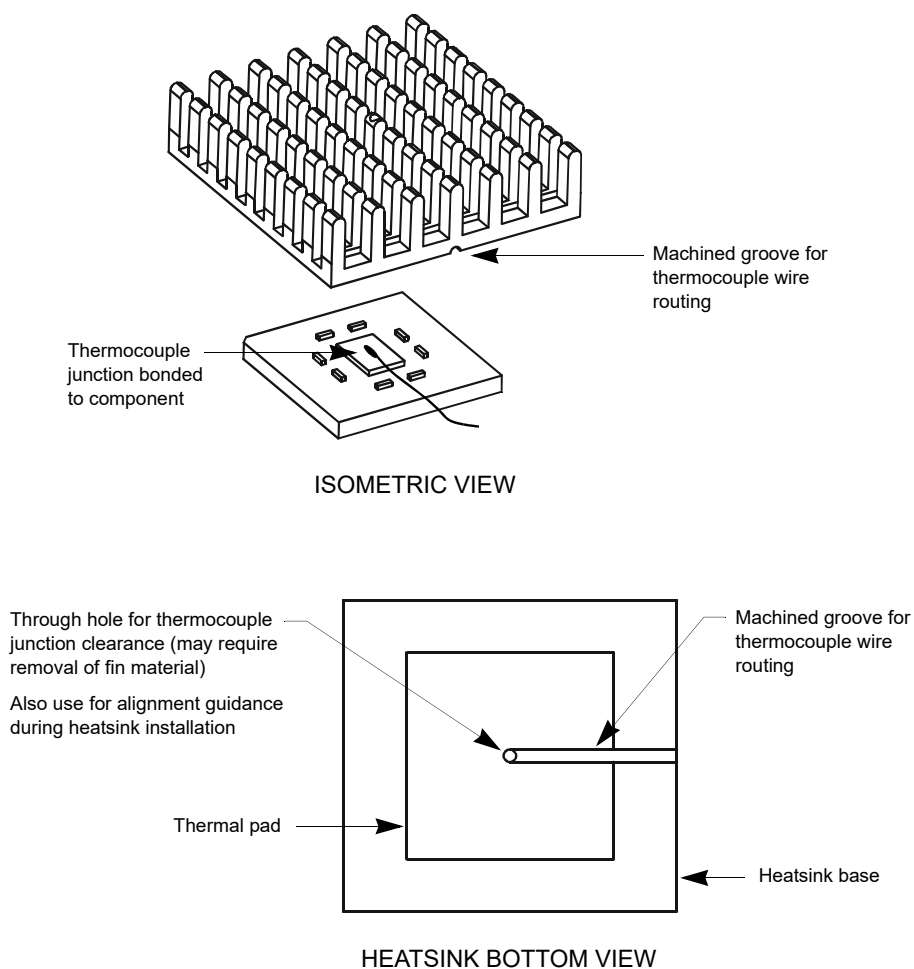 Machined groove for
thermocouple wire
routing
Thermocouple
junction bonded
to component
ISOMETRIC VIEW
Through hole for thermocouple
junction clearance (may require
removal of fin material)
Also use for alignment guidance
during heatsink installation
Machined groove for
thermocouple wire
routing
Thermal pad
Heatsink base
HEATSINK BOTTOM VIEW